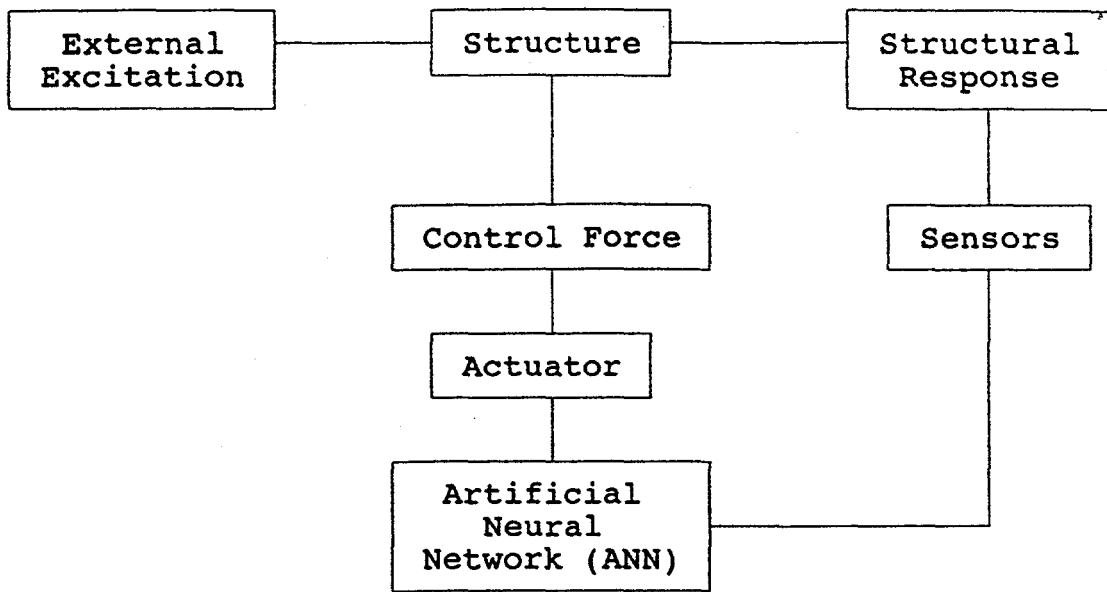 External
Excitation
Structure
Structural
Response
Control Force
Sensors
Actuator
Artificial
Neural
Network (ANN)